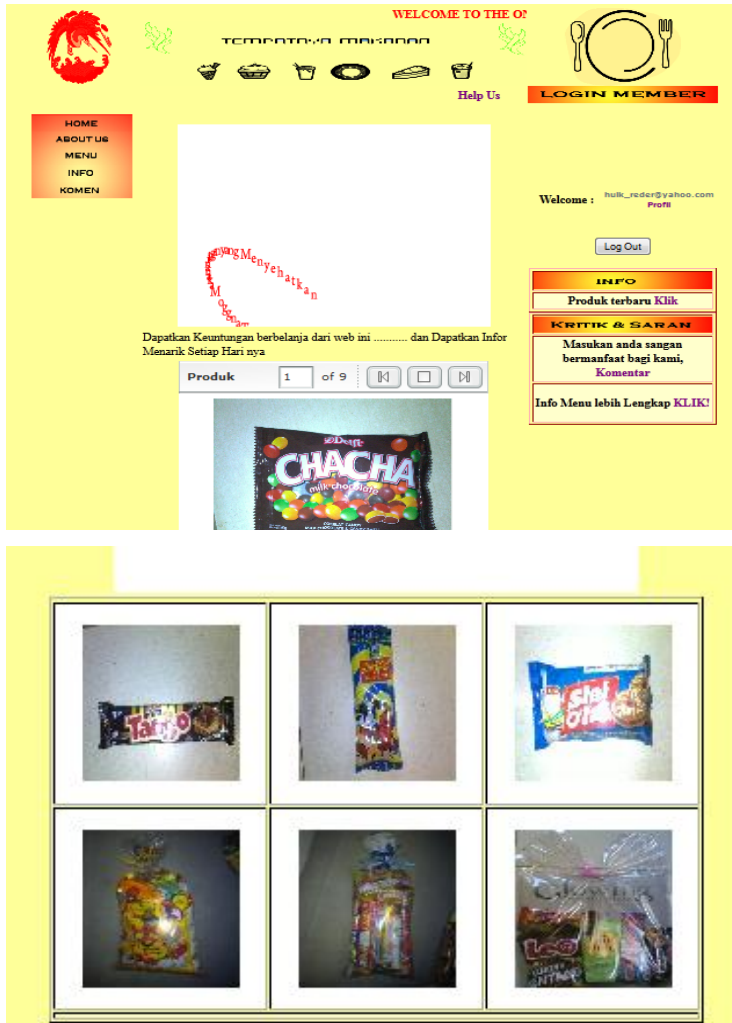 WELCOME TO THE
Help Us
LOGIN MEMBER
HOME
ABOUT US
MENU
INFO
KOMEN
Welcome :
hulk_reder@yahoo.com
Profil
Log Out
yang Menyehatkan
INFO
Produk terbaru Klik
KRITIK & SARAN
Masukan anda sangan
bermanfaat bagi kami,
Komentar
Info Menu lebih Lengkap KLIK!
Dapatkan Keuntungan berbelanja dari web ini ........... dan Dapatkan Infor
Menarik Setiap Hari nya
Produk 1 of 9
Delfi
CHACHA
milk chocolate
Tango